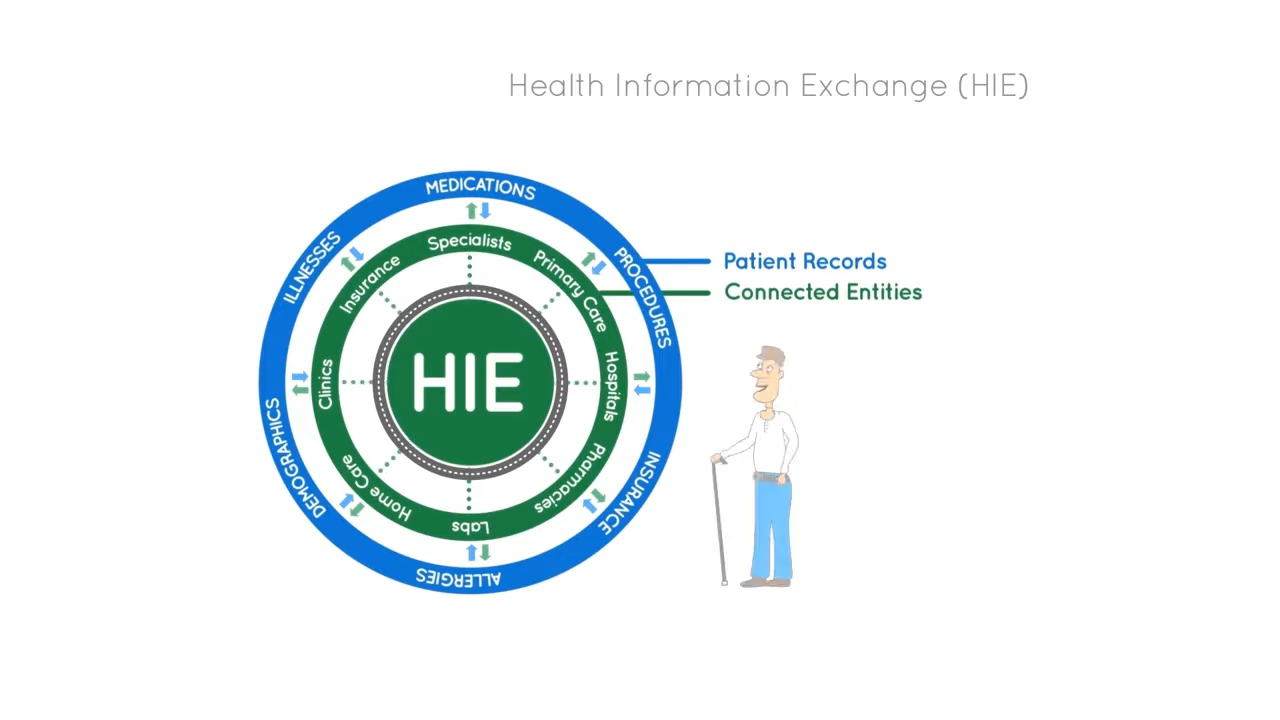 Health Information Exchange (HIE)
MEDICATIONS
PROCEDURES
INSURANCE
ALLERGIES
DEMOGRAPHICS
ILLNESSES
Specialists
Primary Care
Hospitals
Pharmacies
Labs
Home Care
Clinics
Insurance
HIE
Patient Records
Connected Entities